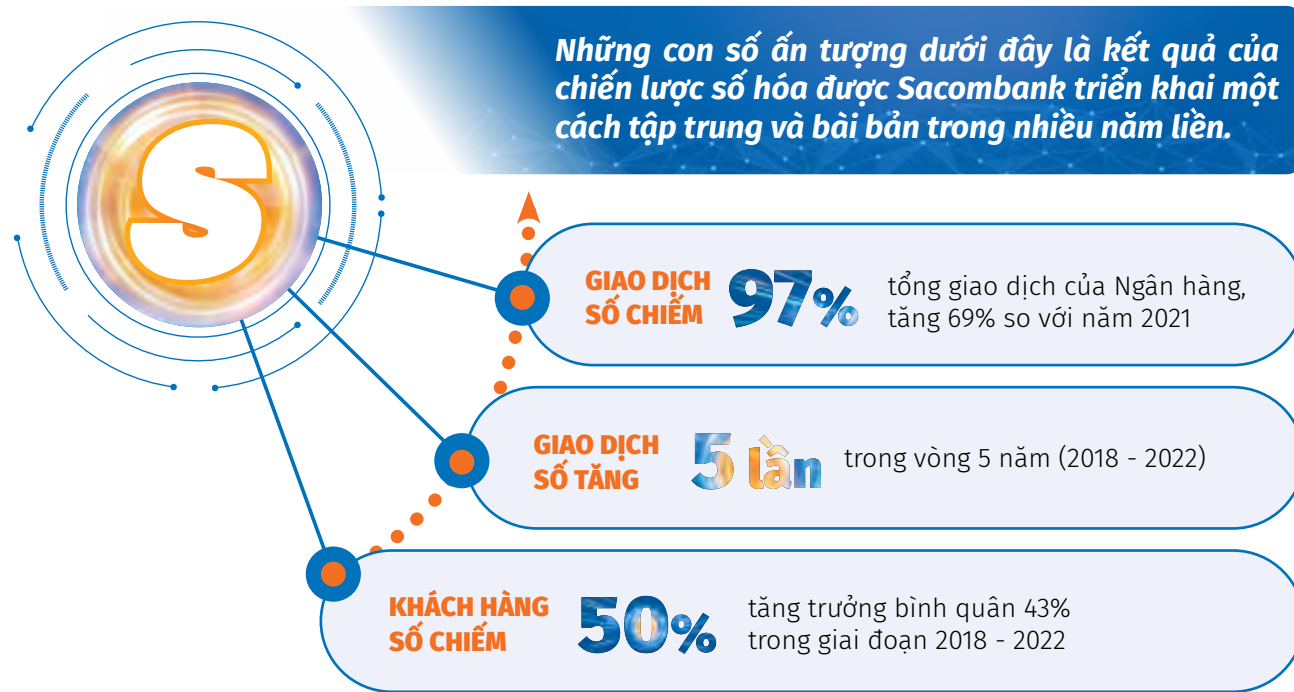 Những con số ấn tượng dưới đây là kết quả của
chiến lược số hóa được Sacombank triển khai một
cách tập trung và bài bản trong nhiều năm liền.
S
GIAO DỊCH
SỐ CHIẾM
97%
tổng giao dịch của Ngân hàng,
tăng 69% so với năm 2021
GIAO DỊCH
SỐ TĂNG
5 lần
trong vòng 5 năm (2018 - 2022)
KHÁCH HÀNG
SỐ CHIẾM
50%
tăng trưởng bình quân 43%
trong giai đoạn 2018 - 2022